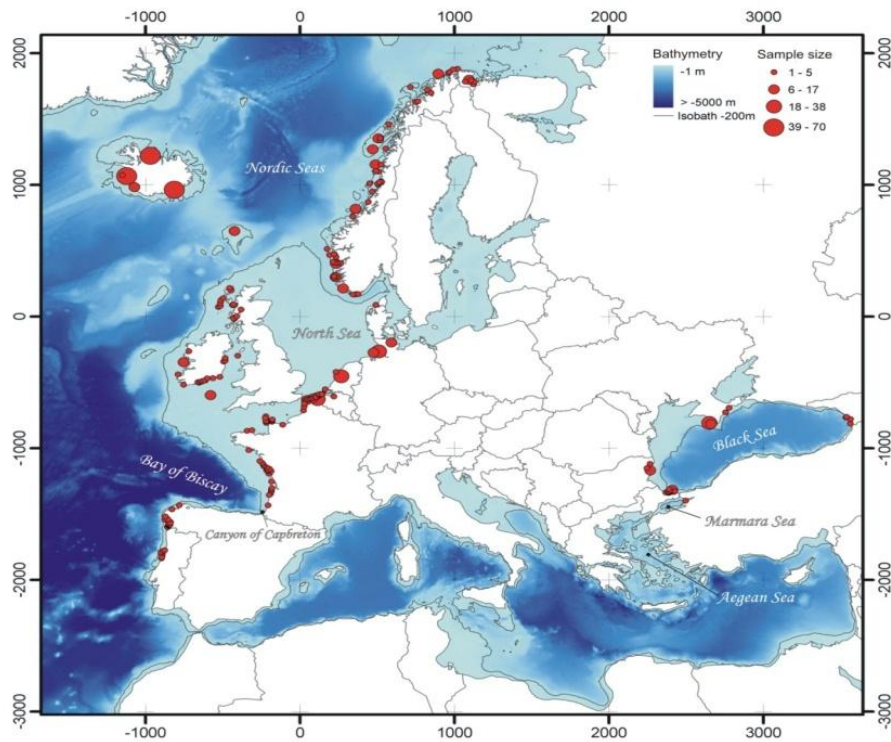 -1000 0 1000 2000 3000
2000
1000
0
-1000
-2000
-3000
Bathymetry
-1 m
> -5000 m
Isobath -200m
Sample size
1 - 5
6 - 17
18 - 38
39 - 70
Nordic Seas
North Sea
Bay of Biscay
Black Sea
Canyon of Capbreton
Marmara Sea
Aegean Sea
2000
1000
0
-1000
-2000
-3000
-1000 0 1000 2000 3000